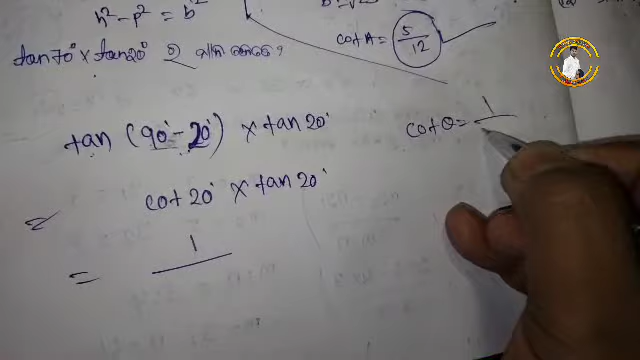 h² - p² = b²
cot A = 5/12
tan70° × tan20°
tan (90° - 20°) × tan 20°
cot θ = 1
cot 20° × tan 20°
= 1